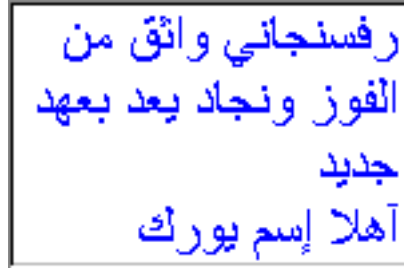 رفسنجاني واثق من
الفوز ونجاد يعد بعهد
جديد
آهلا إسم يورك